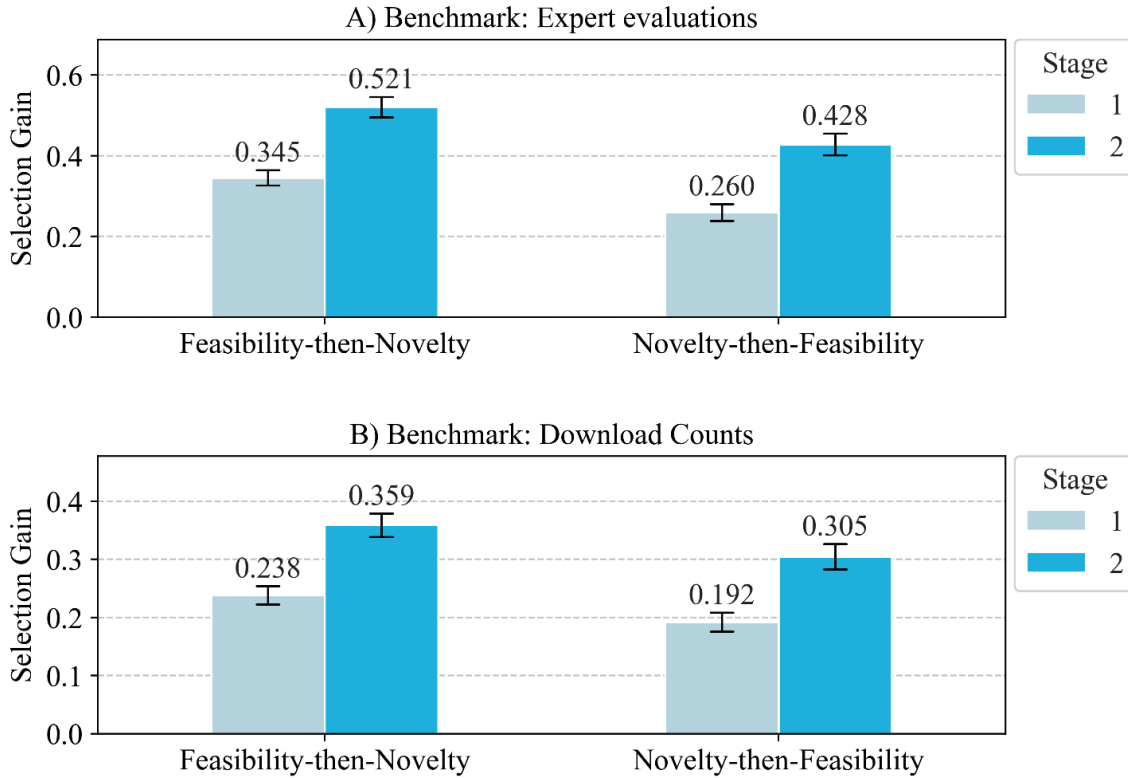 A) Benchmark: Expert evaluations
Selection Gain
0.6
0.4
0.2
0.0
0.345
0.521
0.260
0.428
Feasibility-then-Novelty
Novelty-then-Feasibility
Stage
1
2
B) Benchmark: Download Counts
Selection Gain
0.4
0.3
0.2
0.1
0.0
0.238
0.359
0.192
0.305
Feasibility-then-Novelty
Novelty-then-Feasibility
Stage
1
2